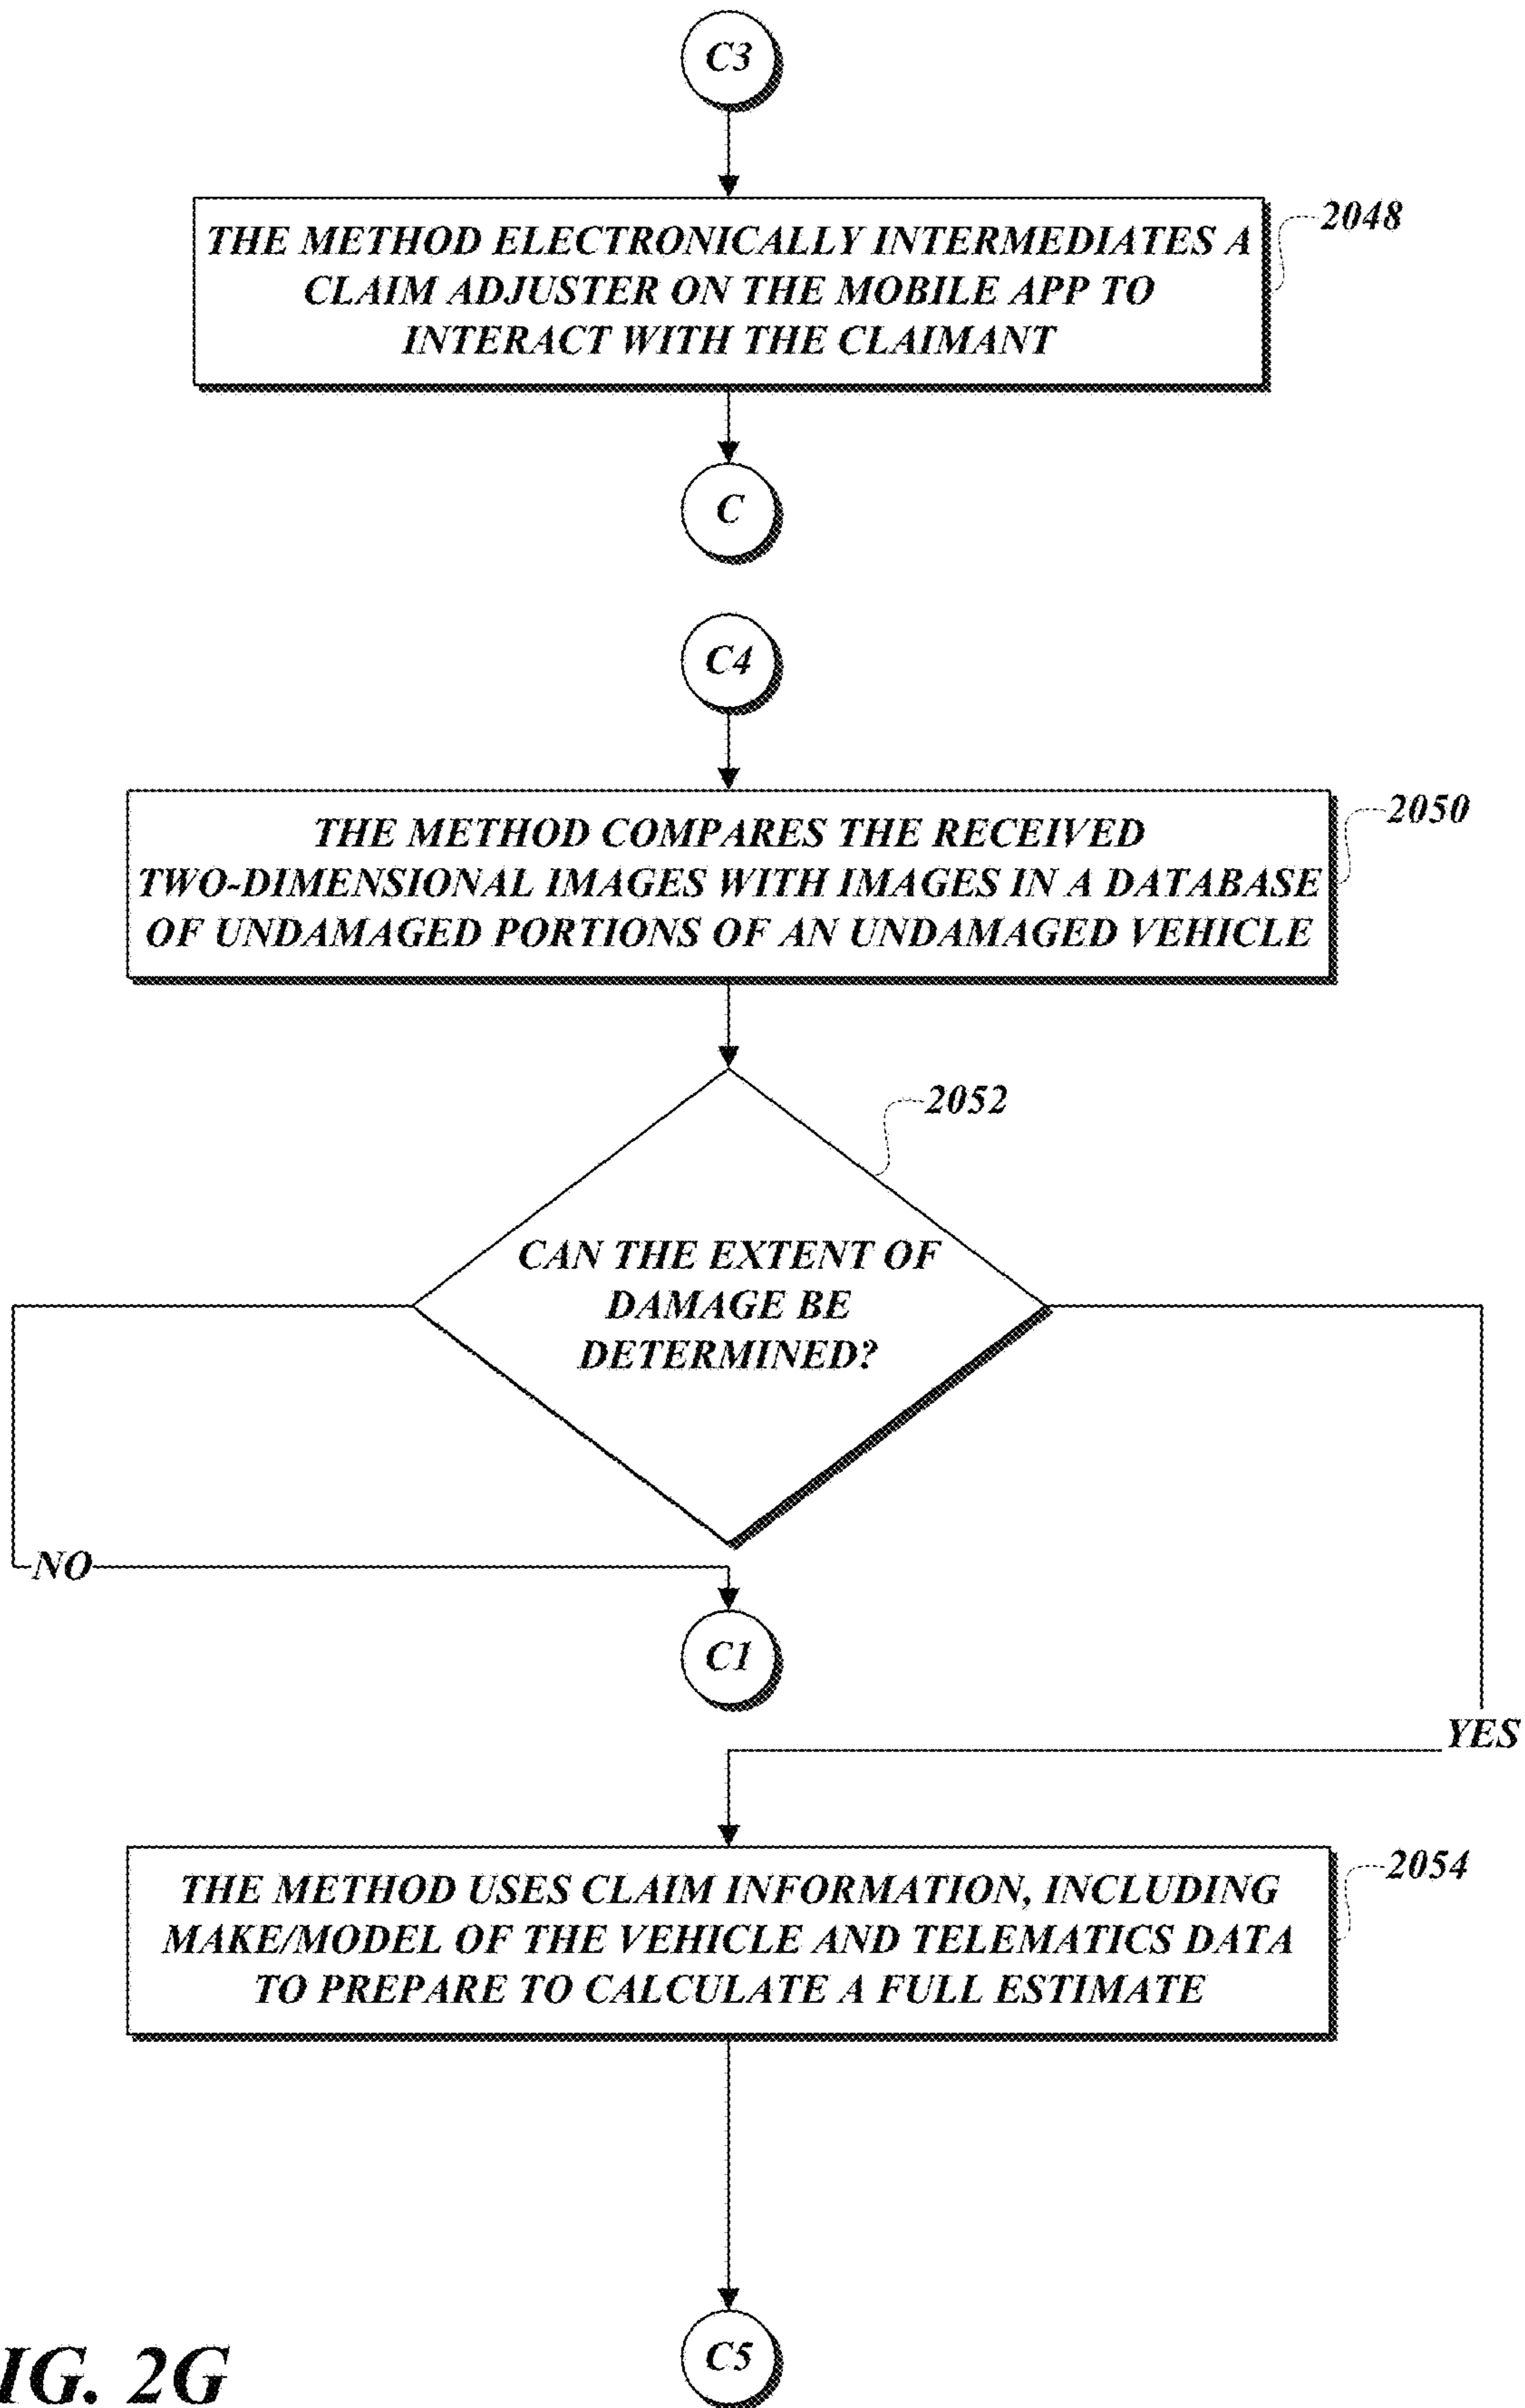 C3
2048
THE METHOD ELECTRONICALLY INTERMEDIATES A
CLAIM ADJUSTER ON THE MOBILE APP TO
INTERACT WITH THE CLAIMANT
C
C4
2050
THE METHOD COMPARES THE RECEIVED
TWO-DIMENSIONAL IMAGES WITH IMAGES IN A DATABASE
OF UNDAMAGED PORTIONS OF AN UNDAMAGED VEHICLE
2052
CAN THE EXTENT OF
DAMAGE BE
DETERMINED?
NO
C1
YES
2054
THE METHOD USES CLAIM INFORMATION, INCLUDING
MAKE/MODEL OF THE VEHICLE AND TELEMATICS DATA
TO PREPARE TO CALCULATE A FULL ESTIMATE
C5
IG. 2G